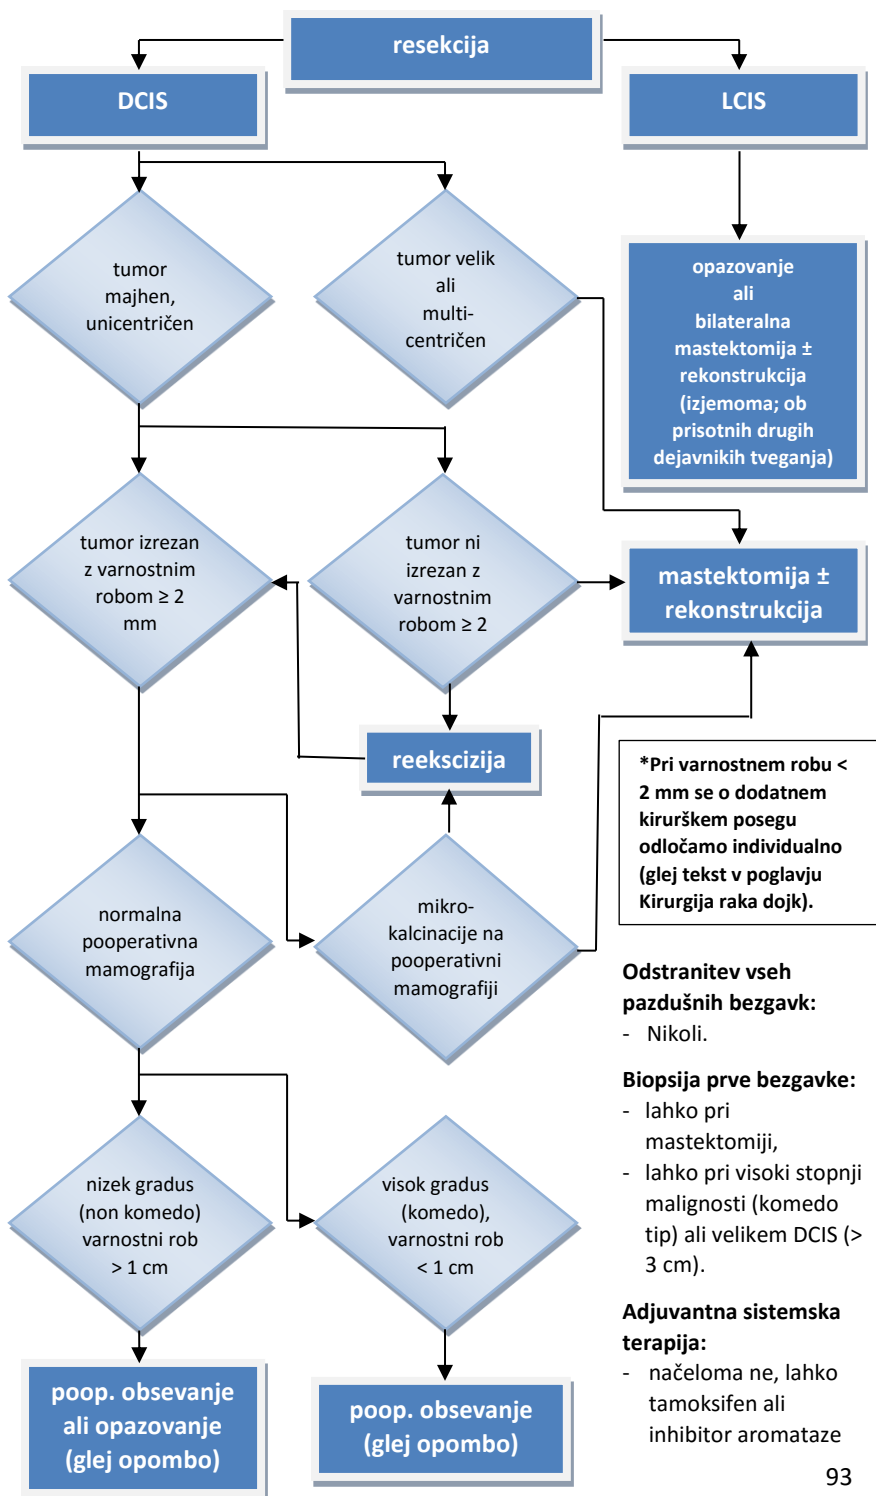 resekcija
DCIS
LCIS
tumor
majhen,
unicentričen
tumor velik
ali
multi-
centričen
opazovanje
ali
bilateralna
mastektomija ±
rekonstrukcija
(izjemoma; ob
prisotnih drugih
dejavnikih tveganja)
tumor izrezan
z varnostnim
robom ≥ 2
mm
tumor ni
izrezan z
varnostnim
robom ≥ 2
mastektomija ±
rekonstrukcija
reekscizija
*Pri varnostnem robu <
2 mm se o dodatnem
kirurškem posegu
odločamo individualno
(glej tekst v poglavju
Kirurgija raka dojk).
normalna
pooperativna
mamografija
mikro-
kalcinacije na
pooperativni
mamografiji
Odstranitev vseh
pazdušnih bezgavk:
- Nikoli.
Biopsija prve bezgavke:
- lahko pri
mastektomiji,
- lahko pri visoki stopnji
malignosti (komedo
tip) ali velikem DCIS (>
3 cm).
nizek gradus
(non komedo)
varnostni rob
> 1 cm
visok gradus
(komedo),
varnostni rob
< 1 cm
Adjuvantna sistemska
terapija:
- načeloma ne, lahko
tamoksifen ali
inhibitor aromataze
poop. obsevanje
ali opazovanje
(glej opombo)
poop. obsevanje
(glej opombo)
93